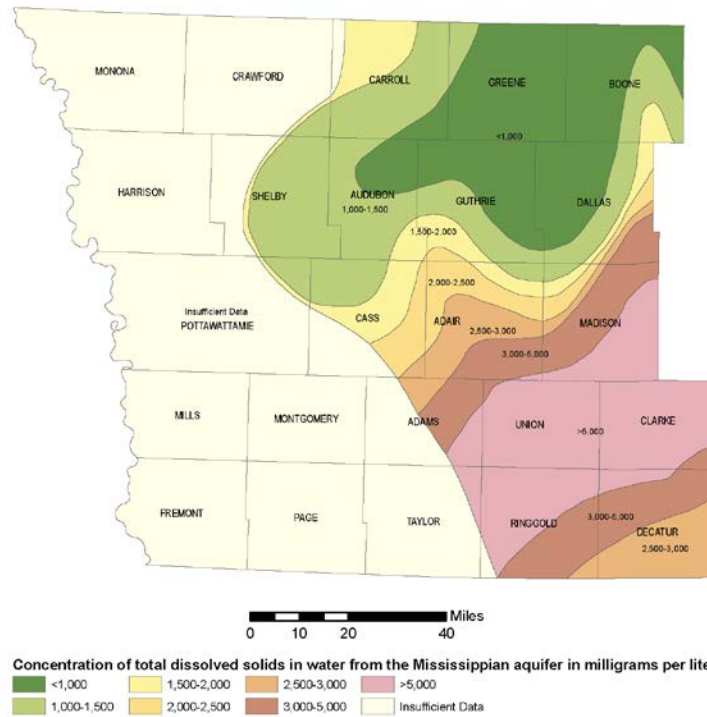 MONONA
CRAWFORD
CARROLL
GREENE
BOONE
<1,000
HARRISON
SHELBY
AUDUBON
1,000-1,500
GUTHRIE
DALLAS
1,500-2,000
2,000-2,500
Insufficient Data
POTTAWATTAMIE
CASS
ADAIR
2,500-3,000
MADISON
3,000-5,000
MILLS
MONTGOMERY
ADAMS
UNION
>5,000
CLARKE
FREMONT
PAGE
TAYLOR
RINGGOLD
3,000-5,000
DECATUR
2,500-3,000
Miles
0 10 20 40
Concentration of total dissolved solids in water from the Mississippian aquifer in milligrams per lite
<1,000 1,500-2,000 2,500-3,000 >5,000
1,000-1,500 2,000-2,500 3,000-5,000 Insufficient Data